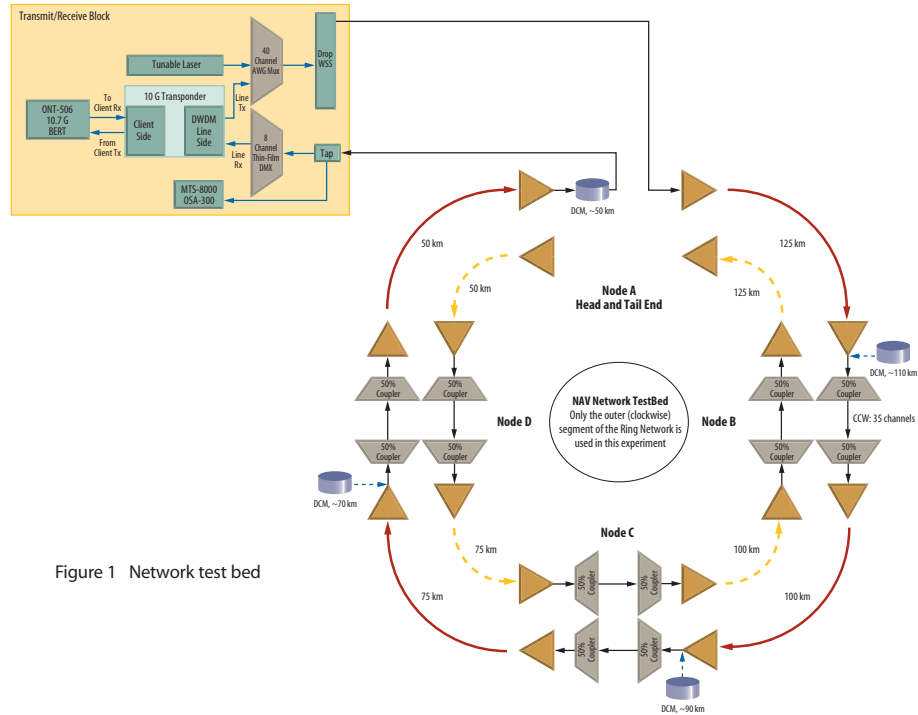 Transmit/Receive Block
Tunable Laser
40
Channel
AWG Mux
Drop
WSS
ONT-506
10.7 G
BERT
To
Client Rx
From
Client Tx
10 G Transponder
Client
Side
DWDM
Line
Side
Line
Tx
Line
Rx
8
Channel
Thin-Film
DMX
Tap
MTS-8000
OSA-300
DCM, ~50 km
50 km
125 km
50 km
125 km
Node A
Head and Tail End
DCM, ~110 km
50%
Coupler
50%
Coupler
50%
Coupler
50%
Coupler
CCW: 35 channels
NAV Network TestBed
Only the outer (clockwise)
segment of the Ring Network is
used in this experiment
Node D
Node B
50%
Coupler
50%
Coupler
50%
Coupler
50%
Coupler
DCM, ~70 km
Node C
75 km
100 km
50%
Coupler
50%
Coupler
Figure 1 Network test bed
75 km
100 km
50%
Coupler
50%
Coupler
DCM, ~90 km